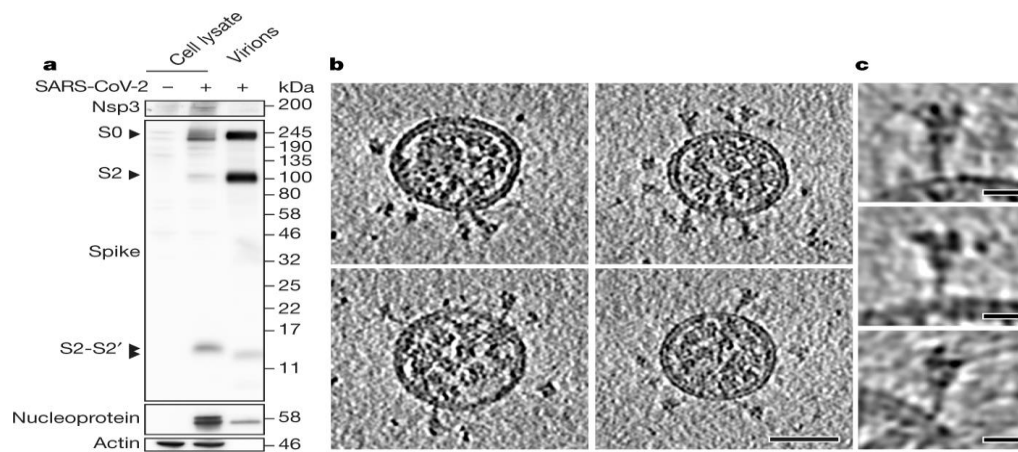 a
Cell lysate
Virions
SARS-CoV-2 − + + kDa
Nsp3 200
S0 245
190
135
S2 100
80
58
46
Spike
32
25
22
17
S2-S2′
11
Nucleoprotein 58
Actin 46
b
c